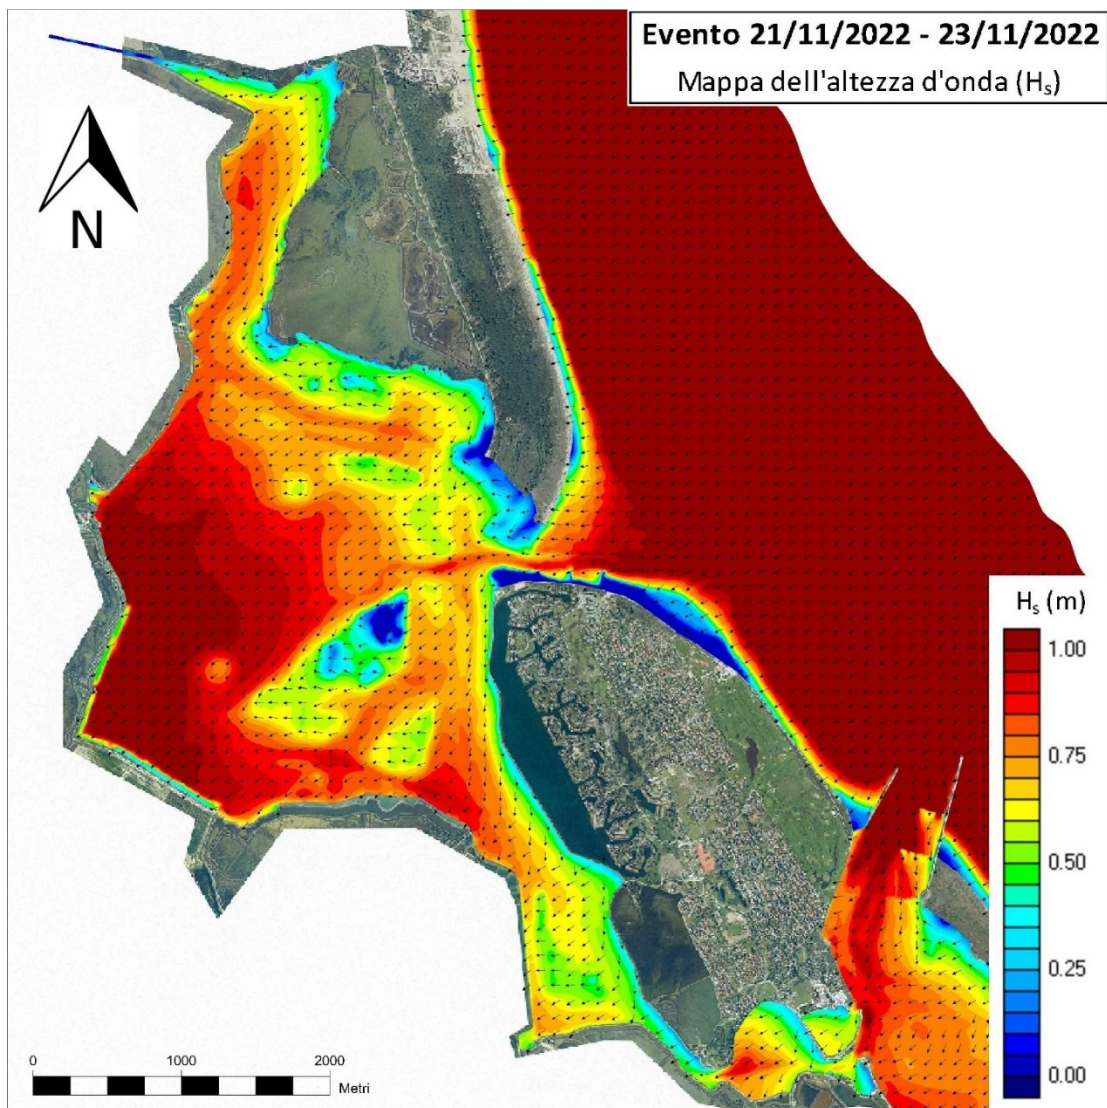 Evento 21/11/2022 - 23/11/2022
Mappa dell'altezza d'onda (Hs)
N
Hs (m)
1.00
0.75
0.50
0.25
0.00
0 1000 2000
Metri